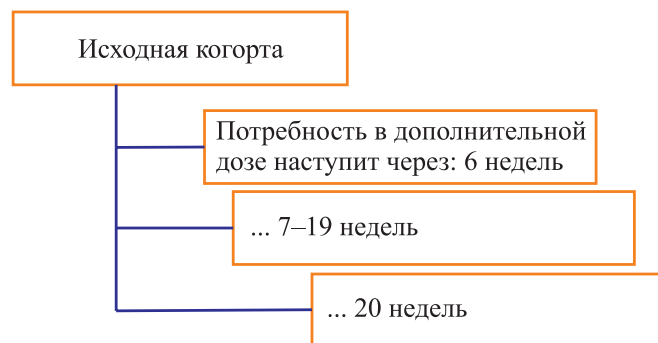 Исходная когорта
Потребность в дополнительной
дозе наступит через: 6 недель
... 7–19 недель
... 20 недель